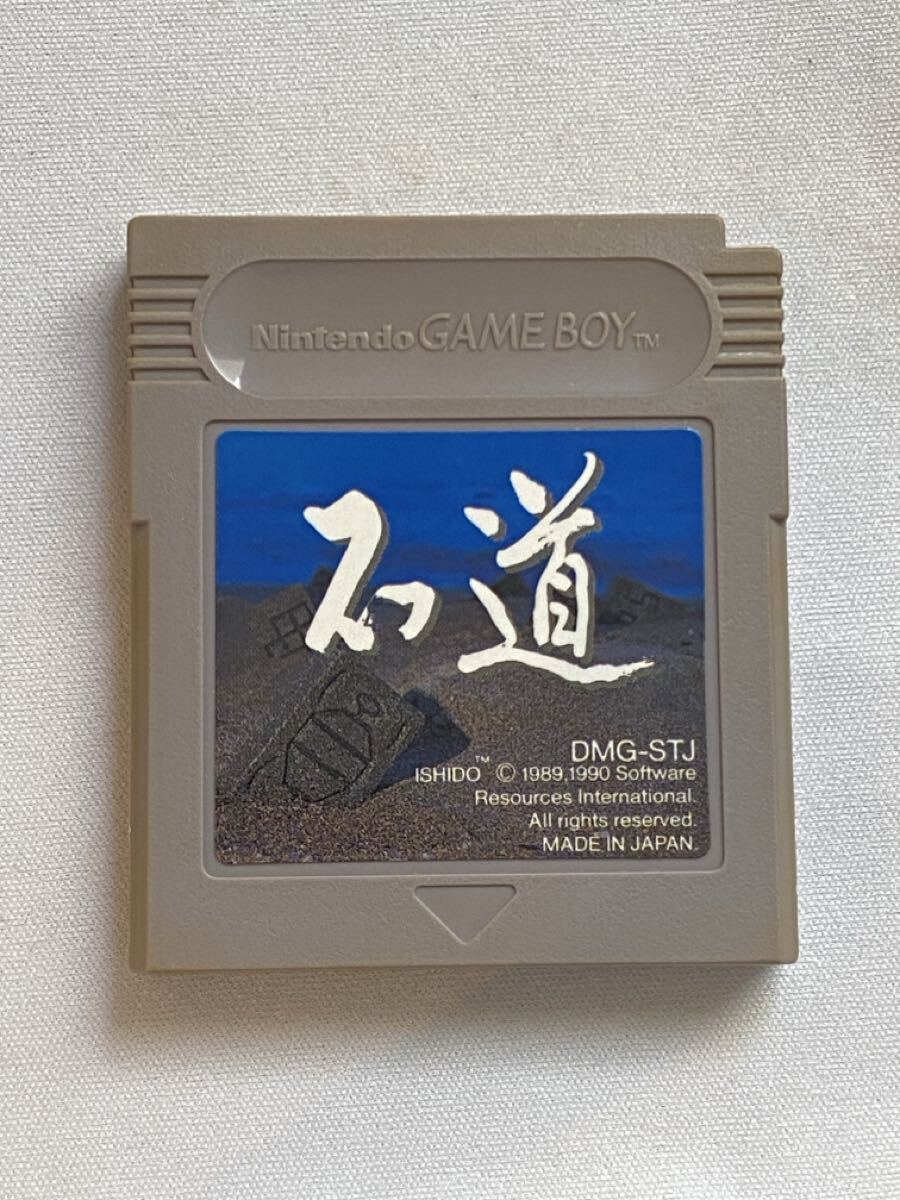 Nintendo GAME BOY™
石道
DMG-STJ
ISHIDO™ © 1989,1990 Software
Resources International.
All rights reserved.
MADE IN JAPAN.